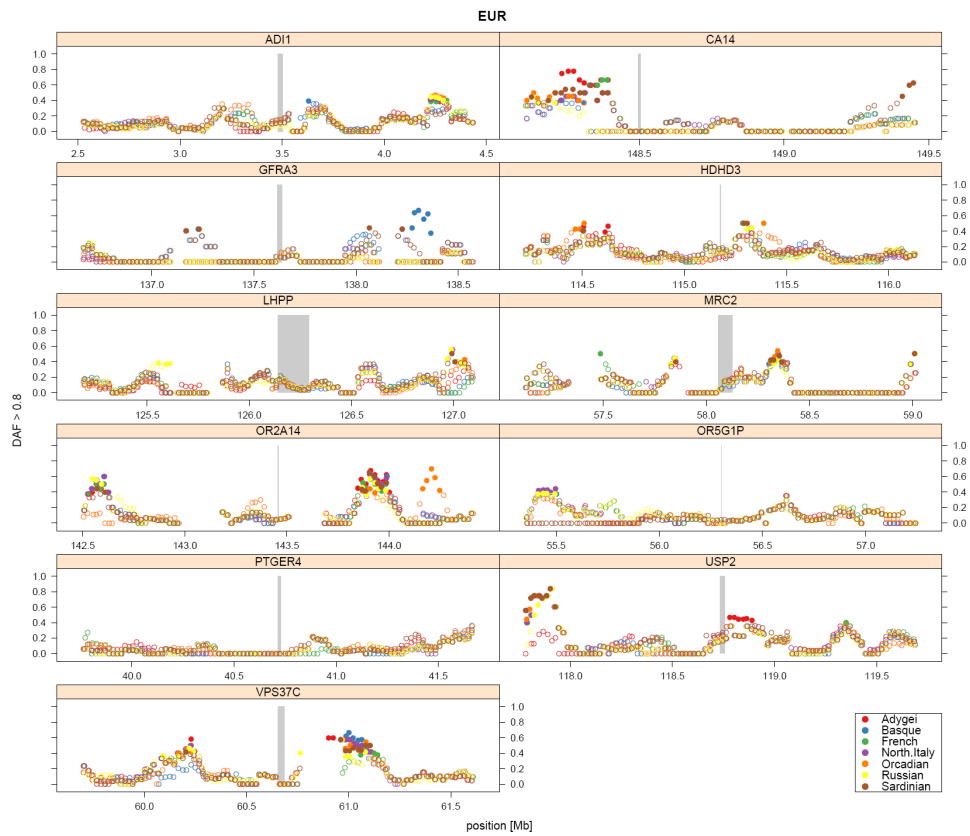 EUR
ADI1 CA14
1.0
0.8
0.6
0.4
0.2
0.0
2.5 3.0 3.5 4.0 4.5 148.5 149.0 149.5
GFRA3 HDHD3
1.0
0.8
0.6
0.4
0.2
0.0
137.0 137.5 138.0 138.5 114.5 115.0 115.5 116.0
LHPP MRC2
1.0
0.8
0.6
0.4
0.2
0.0
125.5 126.0 126.5 127.0 57.5 58.0 58.5 59.0
DAF > 0.8
OR2A14 OR5G1P
1.0
0.8
0.6
0.4
0.2
0.0
142.5 143.0 143.5 144.0 55.5 56.0 56.5 57.0
PTGER4 USP2
1.0
0.8
0.6
0.4
0.2
0.0
40.0 40.5 41.0 41.5 118.0 118.5 119.0 119.5
VPS37C
1.0
0.8
0.6
0.4
0.2
0.0
60.0 60.5 61.0 61.5
Adygei
Basque
French
North.Italy
Orcadian
Russian
Sardinian
position [Mb]